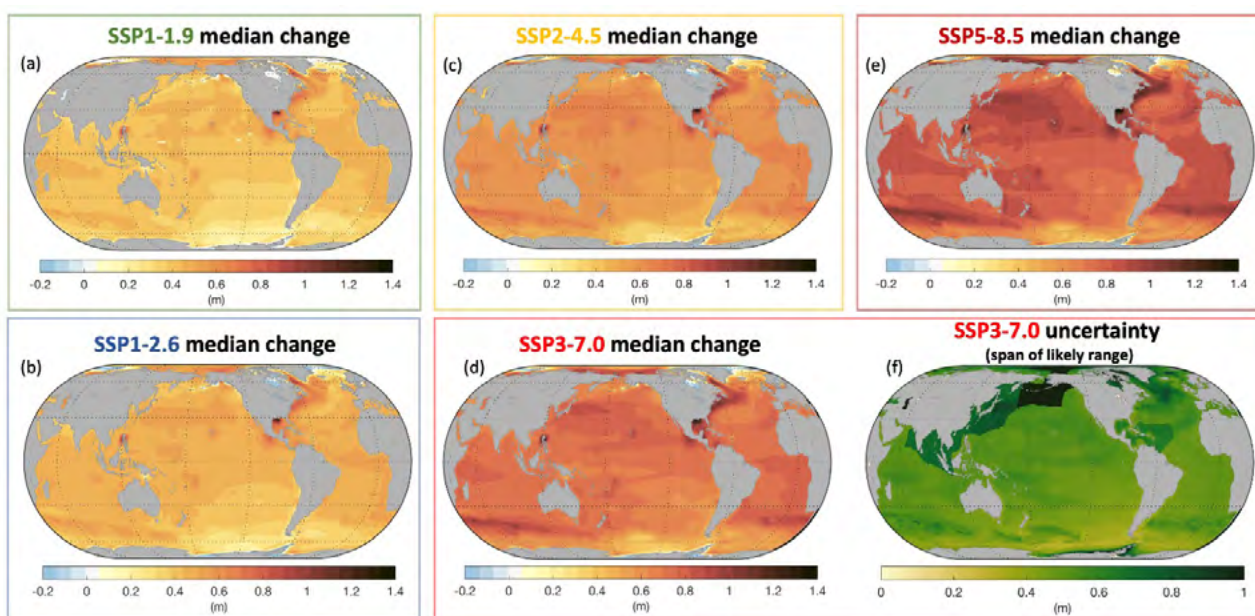 SSP1-1.9 median change
(a)
-0.2 0 0.2 0.4 0.6 0.8 1 1.2 1.4
(m)
SSP2-4.5 median change
(c)
-0.2 0 0.2 0.4 0.6 0.8 1 1.2 1.4
(m)
SSP5-8.5 median change
(e)
-0.2 0 0.2 0.4 0.6 0.8 1 1.2 1.4
(m)
SSP1-2.6 median change
(b)
-0.2 0 0.2 0.4 0.6 0.8 1 1.2 1.4
(m)
SSP3-7.0 median change
(d)
-0.2 0 0.2 0.4 0.6 0.8 1 1.2 1.4
(m)
SSP3-7.0 uncertainty
(span of likely range)
(f)
0 0.2 0.4 0.6 0.8 1
(m)